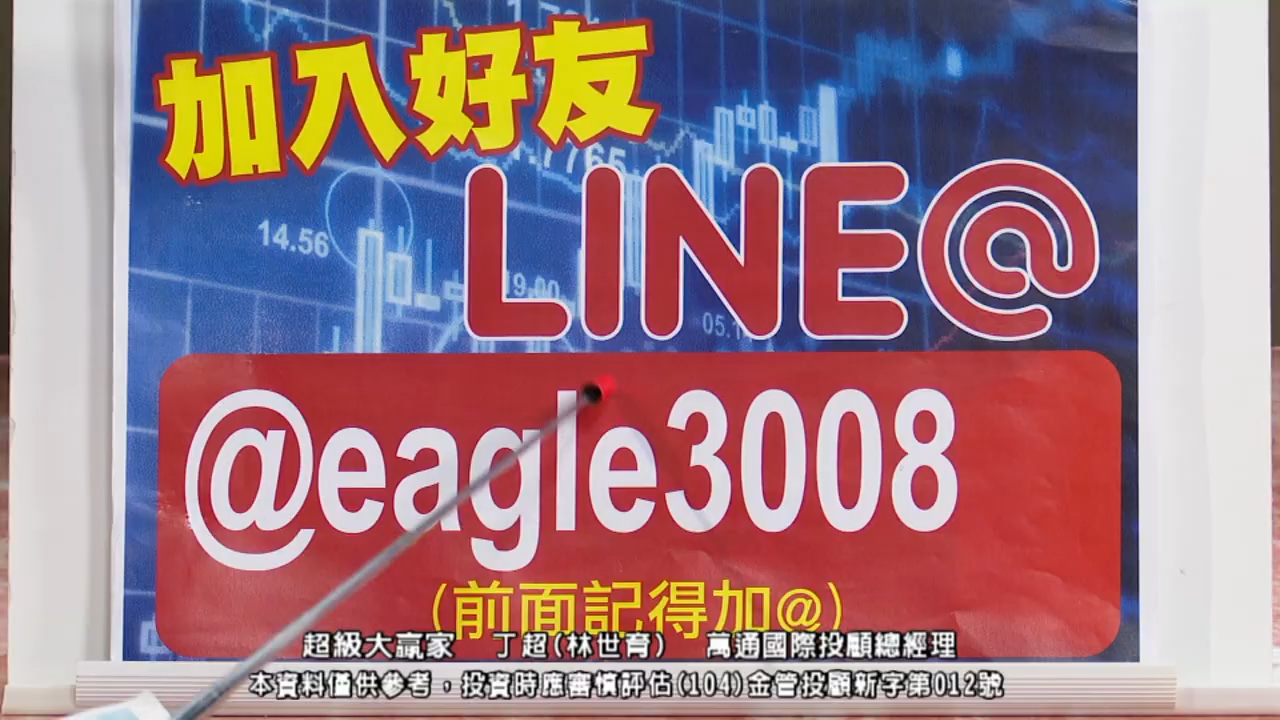 加入好友
14.56
LINE@
@eagle3008
(前面記得加@)
超級大贏家 丁超(林世育) 萬通國際投顧總經理
本資料僅供參考，投資時應審慎評估(104)金管投顧新字第012號